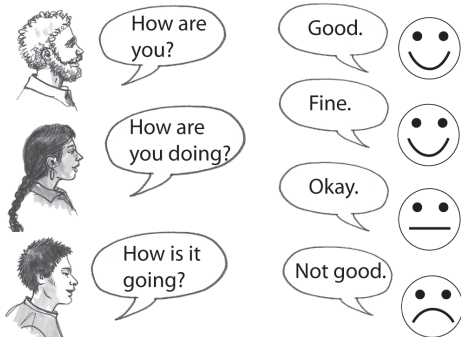 How are
you?
How are
you doing?
How is it
going?
Good.
Fine.
Okay.
Not good.